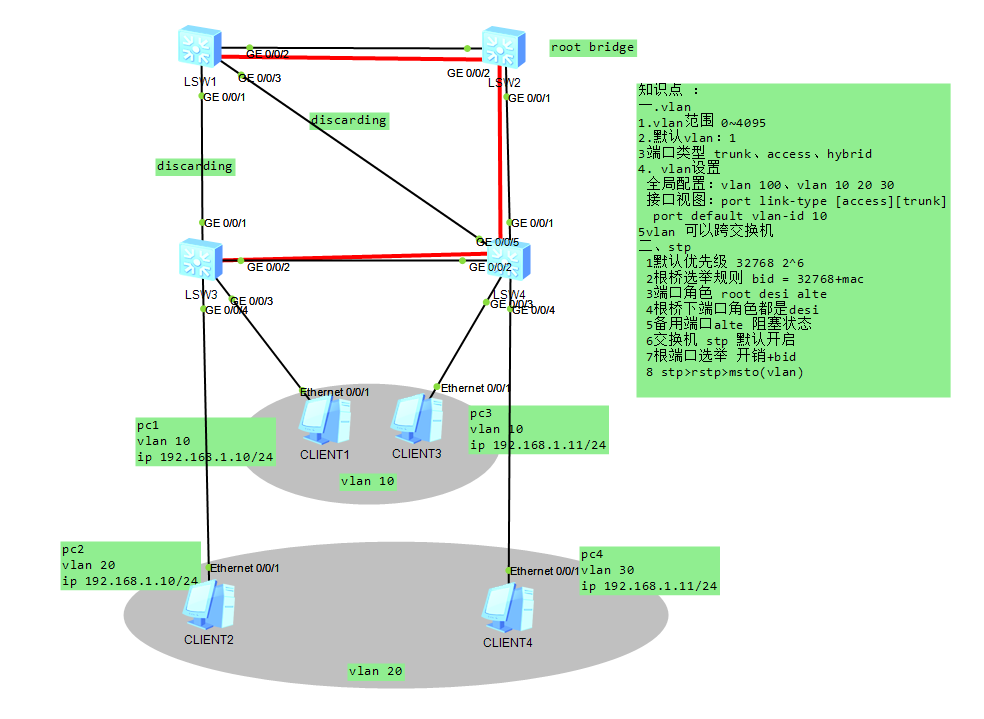 root bridge
GE 0/0/2
LSW1
GE 0/0/3
GE 0/0/1
GE 0/0/2
LSW2
GE 0/0/1
discarding
discarding
知识点 :
一.vlan
1.vlan范围 0~4095
2.默认vlan: 1
3端口类型 trunk、access、hybrid
4. vlan设置
全局配置: vlan 100、vlan 10 20 30
接口视图: port link-type [access][trunk]
port default vlan-id 10
5vlan 可以跨交换机
二、stp
1默认优先级 32768 2^6
2根桥选举规则 bid = 32768+mac
3端口角色 root desi alte
4根桥下端口角色都是desi
5备用端口alte 阻塞状态
6交换机 stp 默认开启
7根端口选举 开销+bid
8 stp>rstp>msto(vlan)
GE 0/0/1
GE 0/0/1
GE 0/0/5
GE 0/0/2
GE 0/0/2
LSW3
LSW4
GE 0/0/3
GE 0/0/4
GE 0/0/3
GE 0/0/4
Ethernet 0/0/1
Ethernet 0/0/1
pc1
vlan 10
ip 192.168.1.10/24
pc3
vlan 10
ip 192.168.1.11/24
CLIENT1
CLIENT3
vlan 10
pc2
vlan 20
ip 192.168.1.10/24
Ethernet 0/0/1
Ethernet 0/0/1
pc4
vlan 30
ip 192.168.1.11/24
CLIENT2
CLIENT4
vlan 20